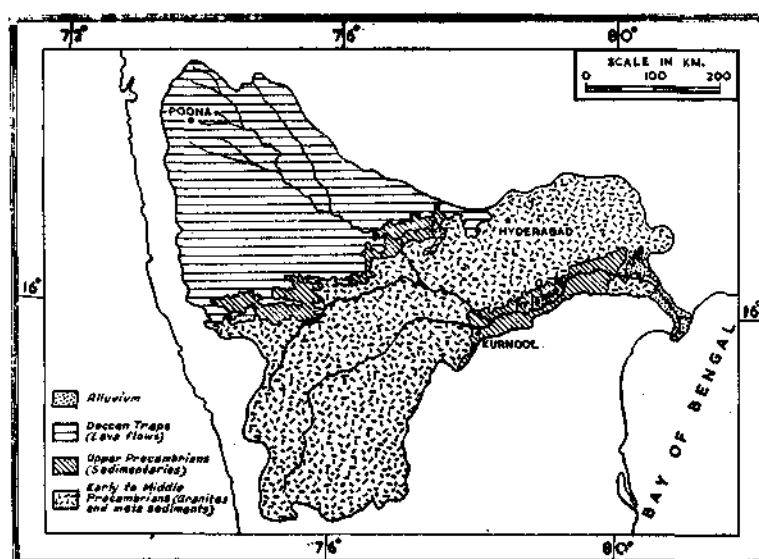 72° 76° 80°
SCALE IN KM.
0 100 200
POONA
HYDERABAD
16° 16°
KURNOOL
BAY OF BENGAL
Alluvium
Deccan Traps
(Lava flows)
Upper Precambrians
(Sedimentaries)
Early to Middle
Precambrians (Granites
and meta sediments)
76° 80°